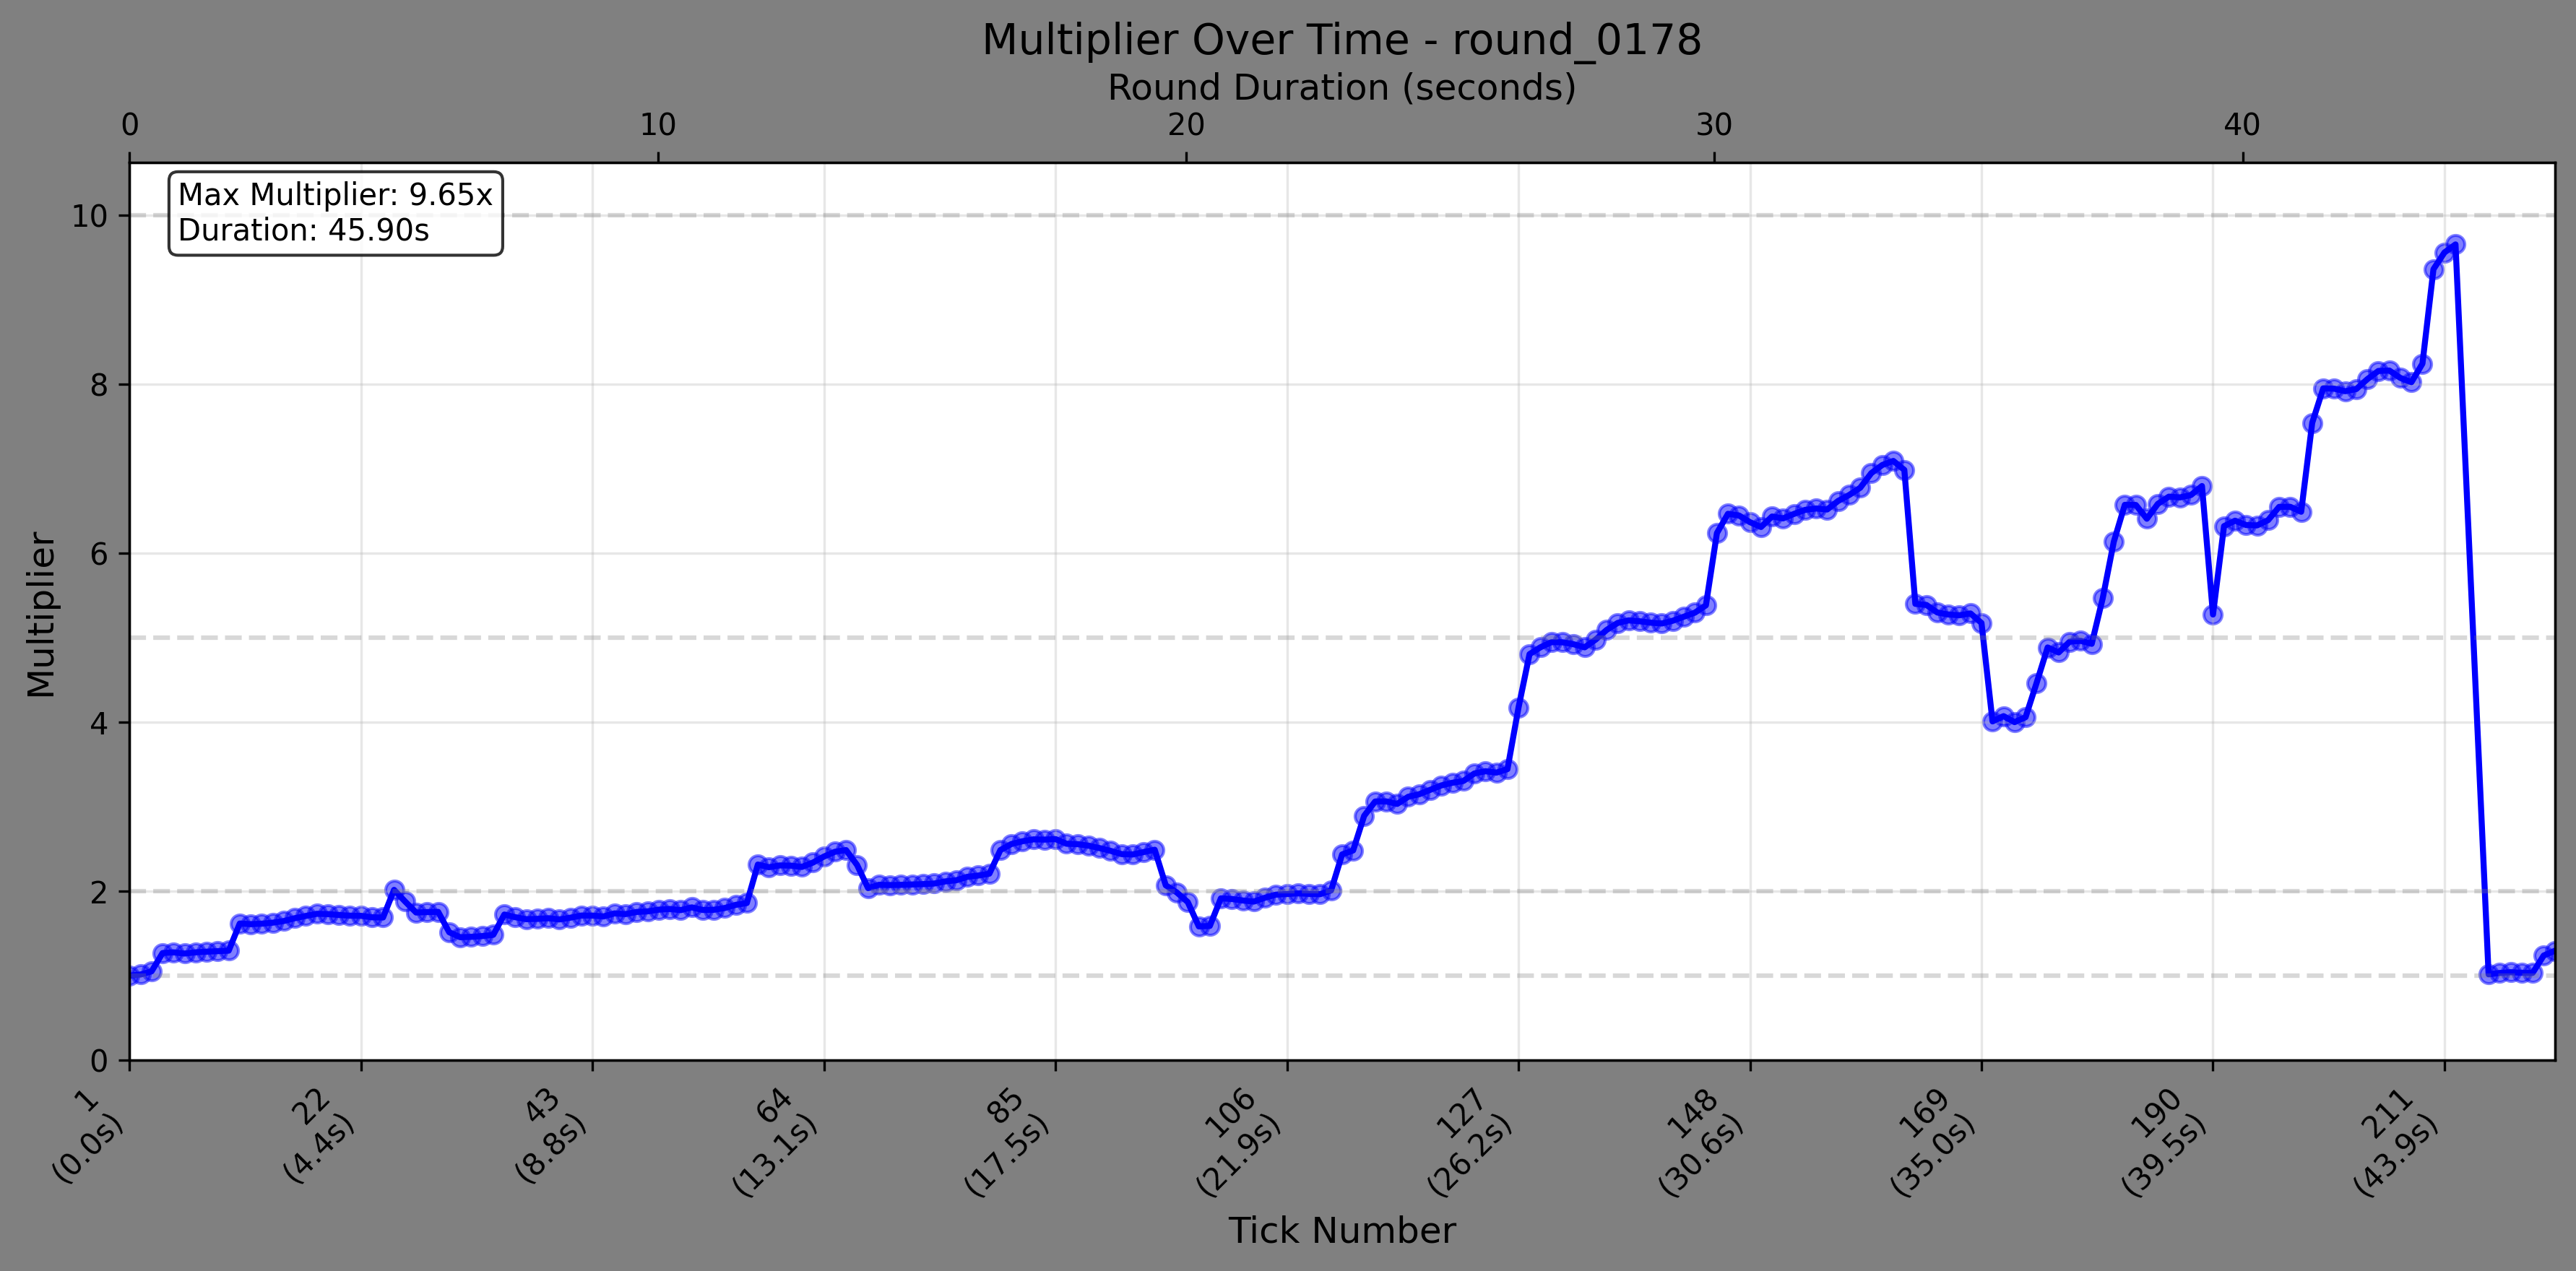 Multiplier Over Time - round_0178
Round Duration (seconds)
0 10 20 30 40
Max Multiplier: 9.65x
Duration: 45.90s
10
8
6
4
2
0
Multiplier
1
(0.0s)
22
(4.4s)
43
(8.8s)
64
(13.1s)
85
(17.5s)
106
(21.9s)
127
(26.2s)
148
(30.6s)
169
(35.0s)
190
(39.5s)
211
(43.9s)
Tick Number